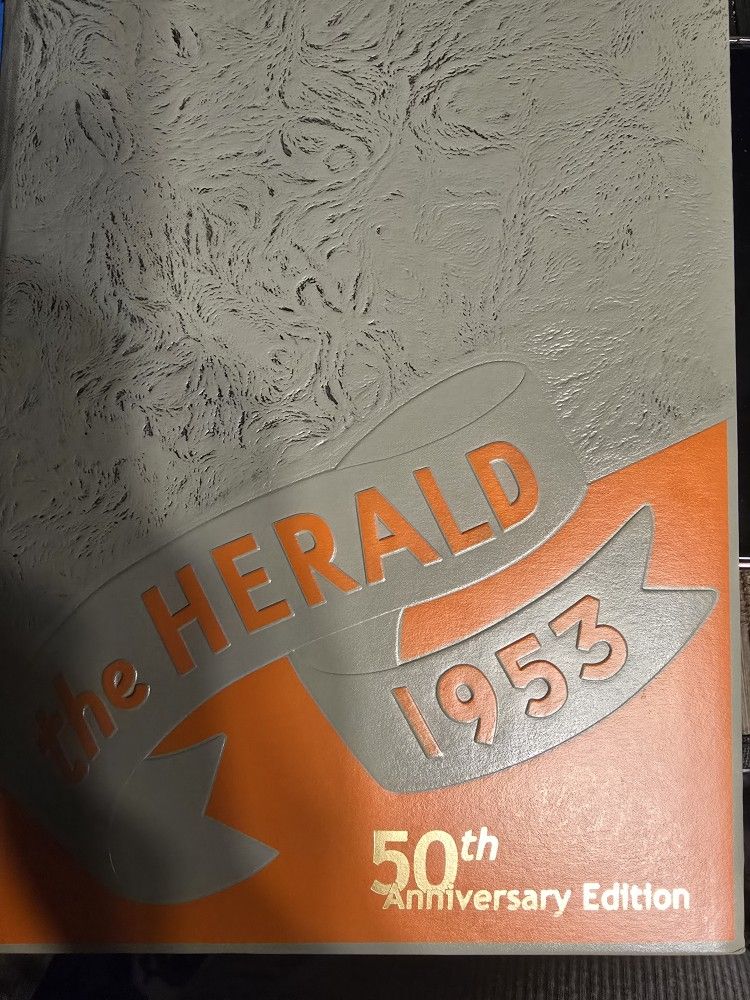 the HERALD
1953
50th
Anniversary Edition